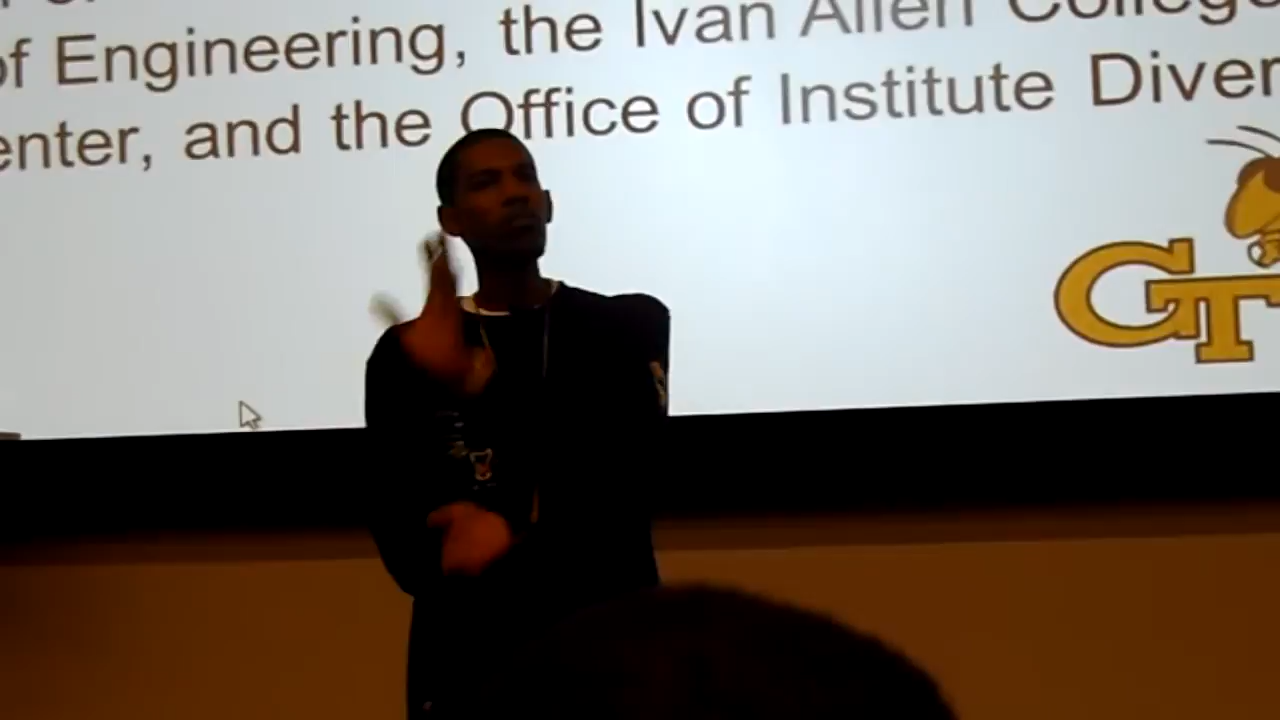 of Engineering, the Ivan Allen College
enter, and the Office of Institute Diver
GT